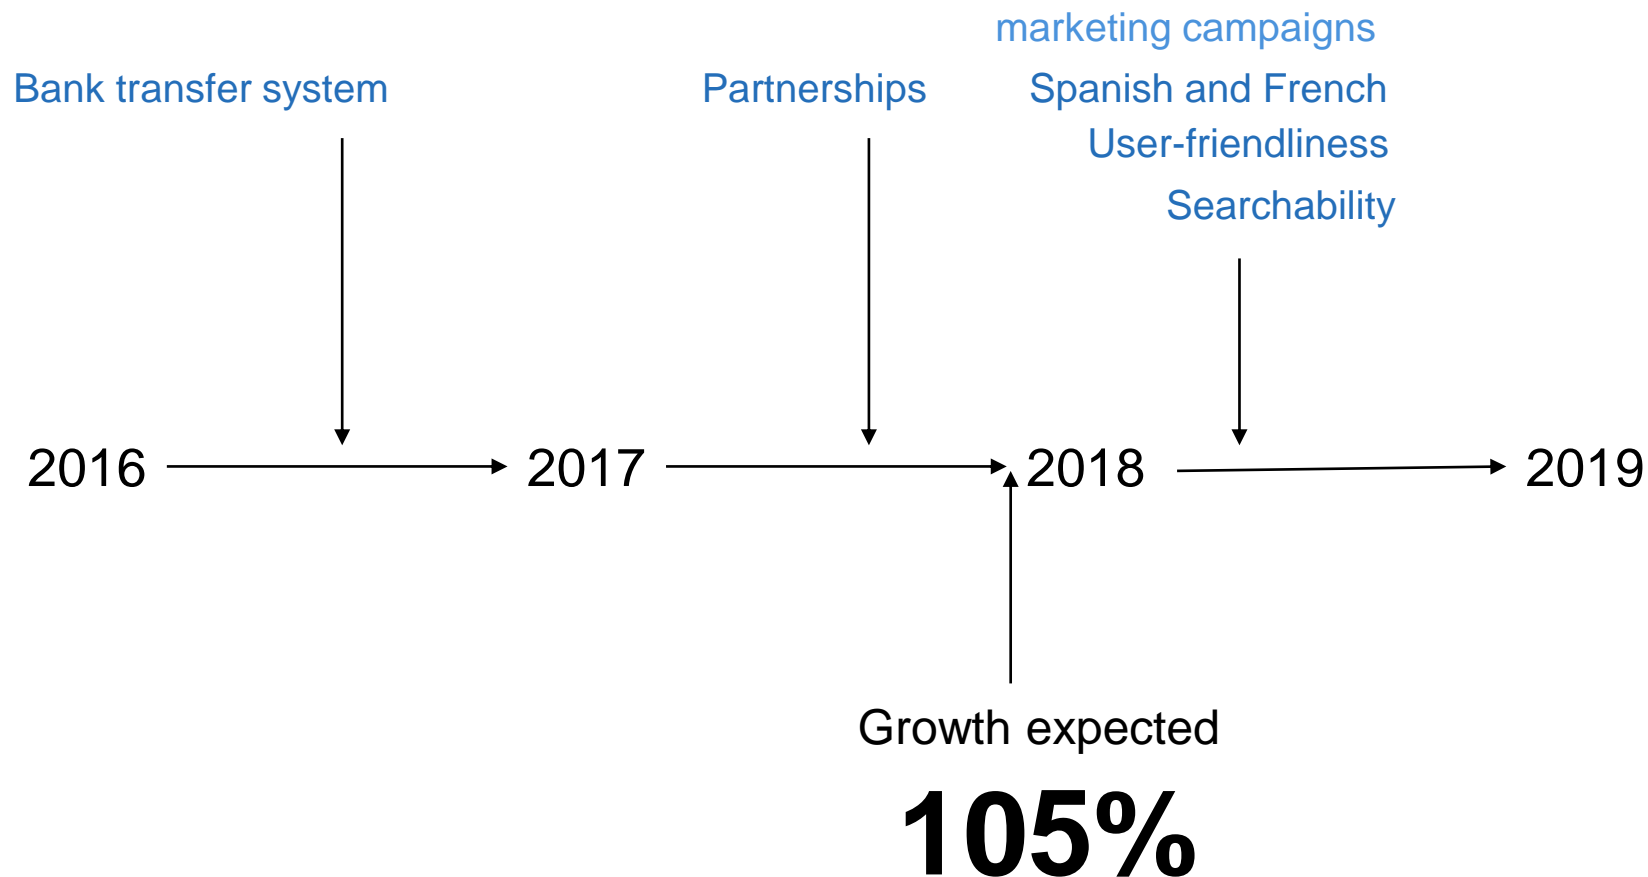 marketing campaigns
Bank transfer system
Partnerships
Spanish and French
User-friendliness
Searchability
2016
2017
2018
2019
Growth expected
105%